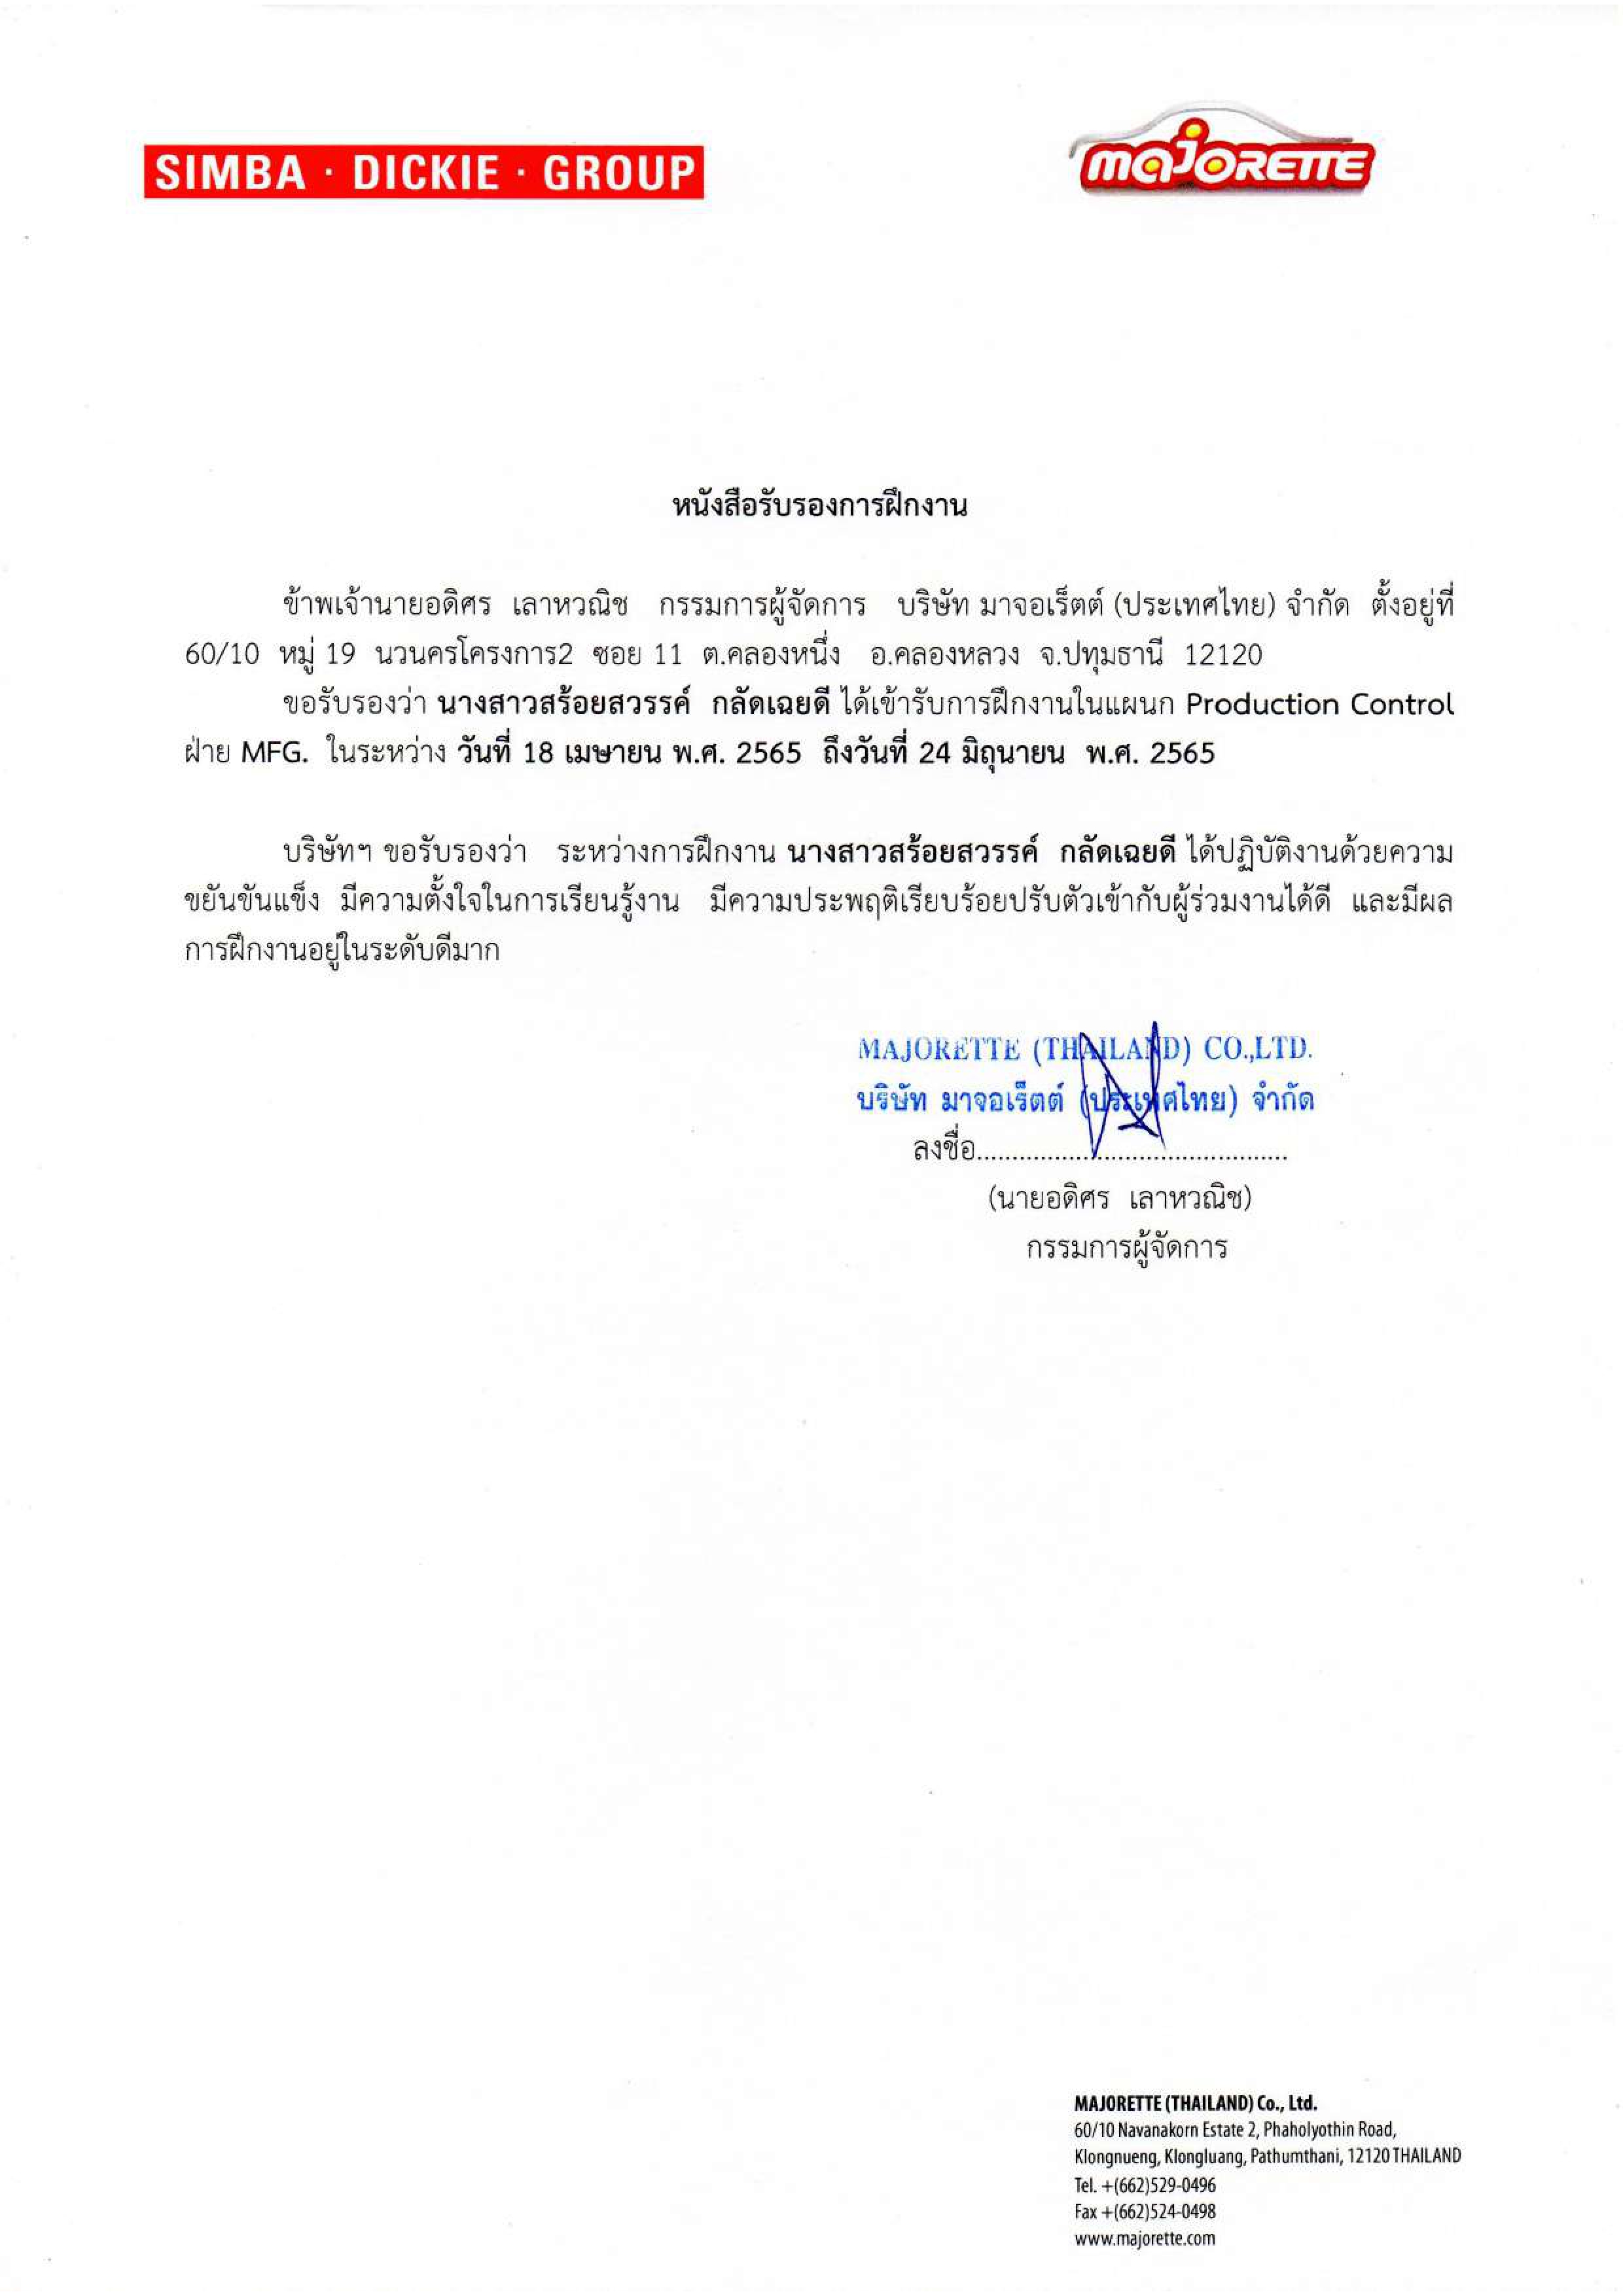 SIMBA · DICKIE · GROUP
MAJORETTE
หนังสือรับรองการฝึกงาน
ข้าพเจ้านายอดิศร เลาหวณิช กรรมการผู้จัดการ บริษัท มาจอเร็ตต์ (ประเทศไทย) จำกัด ตั้งอยู่ที่
60/10 หมู่ 19 นวนครโครงการ2 ซอย 11 ต.คลองหนึ่ง อ.คลองหลวง จ.ปทุมธานี 12120
ขอรับรองว่า นางสาวสร้อยสวรรค์ กลัดเฉยดี ได้เข้ารับการฝึกงานในแผนก Production Control
ฝ่าย MFG. ในระหว่าง วันที่ 18 เมษายน พ.ศ. 2565 ถึงวันที่ 24 มิถุนายน พ.ศ. 2565
บริษัทฯ ขอรับรองว่า ระหว่างการฝึกงาน นางสาวสร้อยสวรรค์ กลัดเฉยดี ได้ปฏิบัติงานด้วยความ
ขยันขันแข็ง มีความตั้งใจในการเรียนรู้งาน มีความประพฤติเรียบร้อยปรับตัวเข้ากับผู้ร่วมงานได้ดี และมีผล
การฝึกงานอยู่ในระดับดีมาก
MAJORETTE (THAILAND) CO.,LTD.
บริษัท มาจอเร็ตต์ (ประเทศไทย) จำกัด
ลงชื่อ............................................
(นายอดิศร เลาหวณิช)
กรรมการผู้จัดการ
MAJORETTE (THAILAND) Co., Ltd.
60/10 Navanakorn Estate 2, Phaholyothin Road,
Klongnueng, Klongluang, Pathumthani, 12120 THAILAND
Tel. +(662)529-0496
Fax +(662)524-0498
www.majorette.com